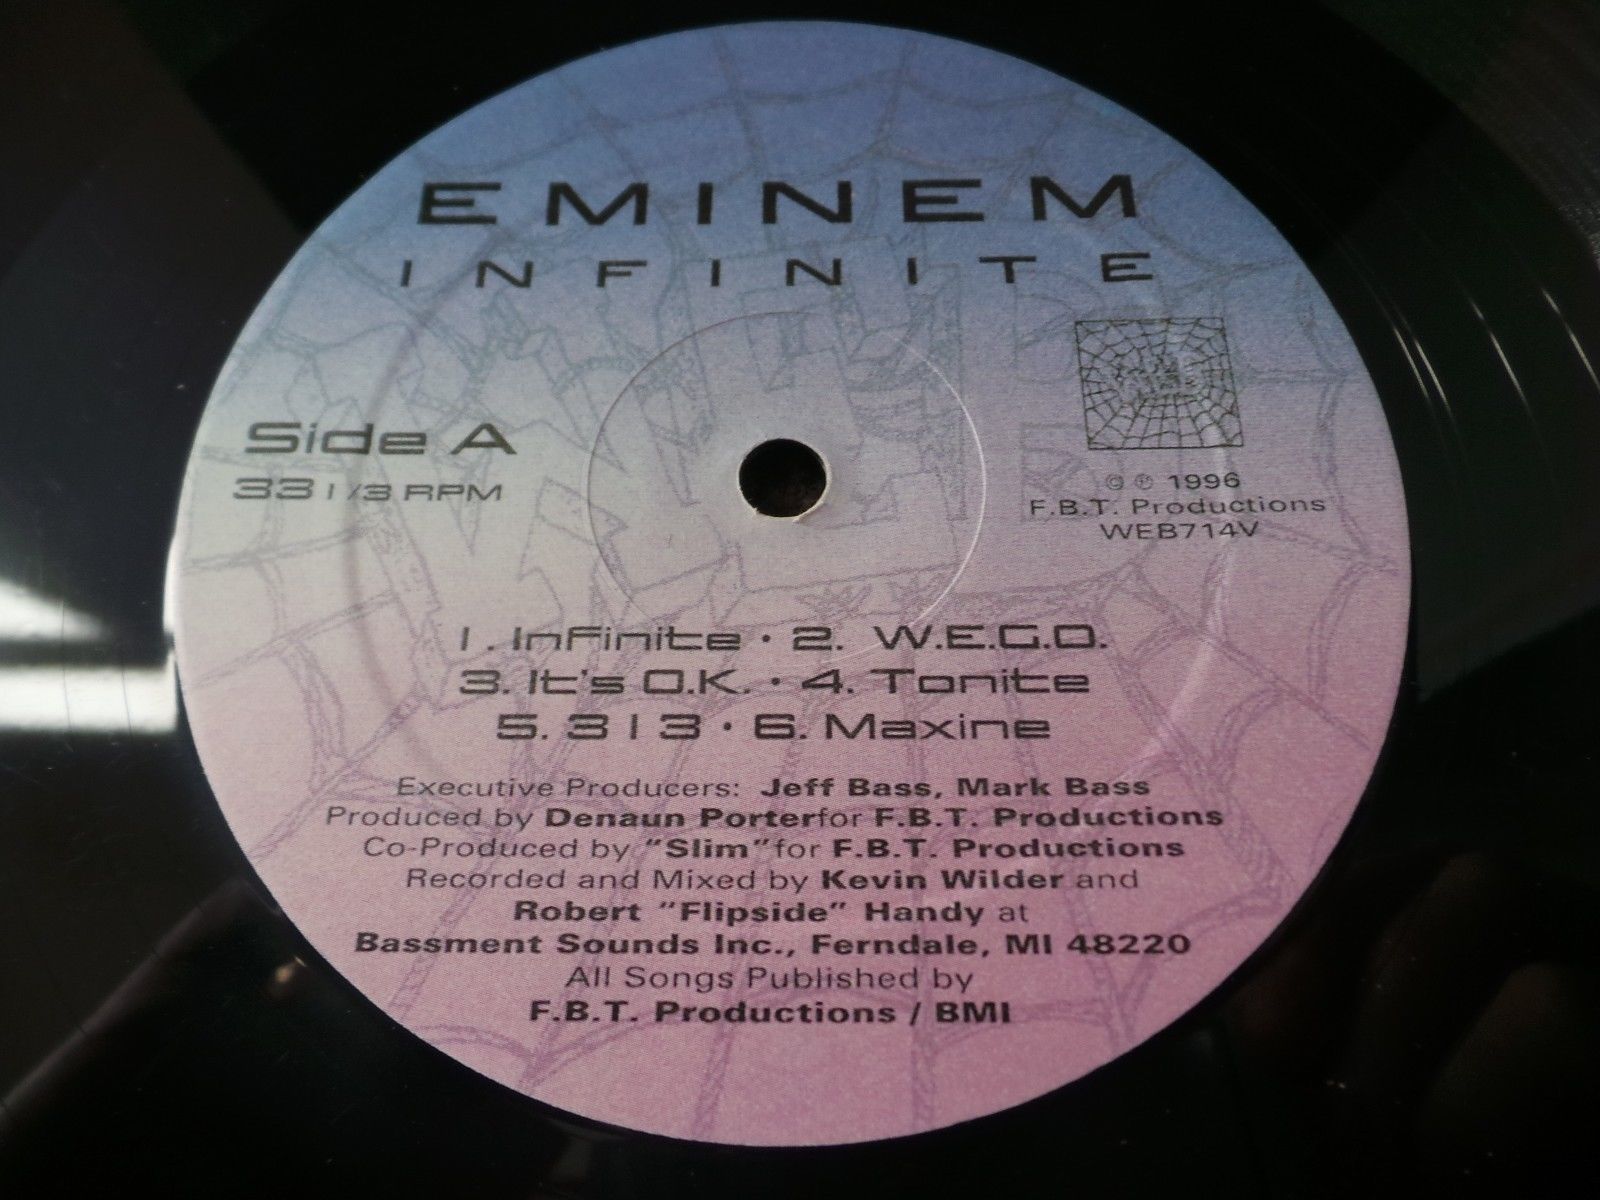 EMINEM
INFINITE
Side A
33 1/3 RPM
© ℗ 1996
F.B.T. Productions
WEB714V
1. Infinite · 2. W.E.G.O.
3. It's O.K. · 4. Tonite
5. 313 · 6. Maxine
Executive Producers: Jeff Bass, Mark Bass
Produced by Denaun Porter for F.B.T. Productions
Co-Produced by "Slim" for F.B.T. Productions
Recorded and Mixed by Kevin Wilder and
Robert "Flipside" Handy at
Bassment Sounds Inc., Ferndale, MI 48220
All Songs Published by
F.B.T. Productions / BMI